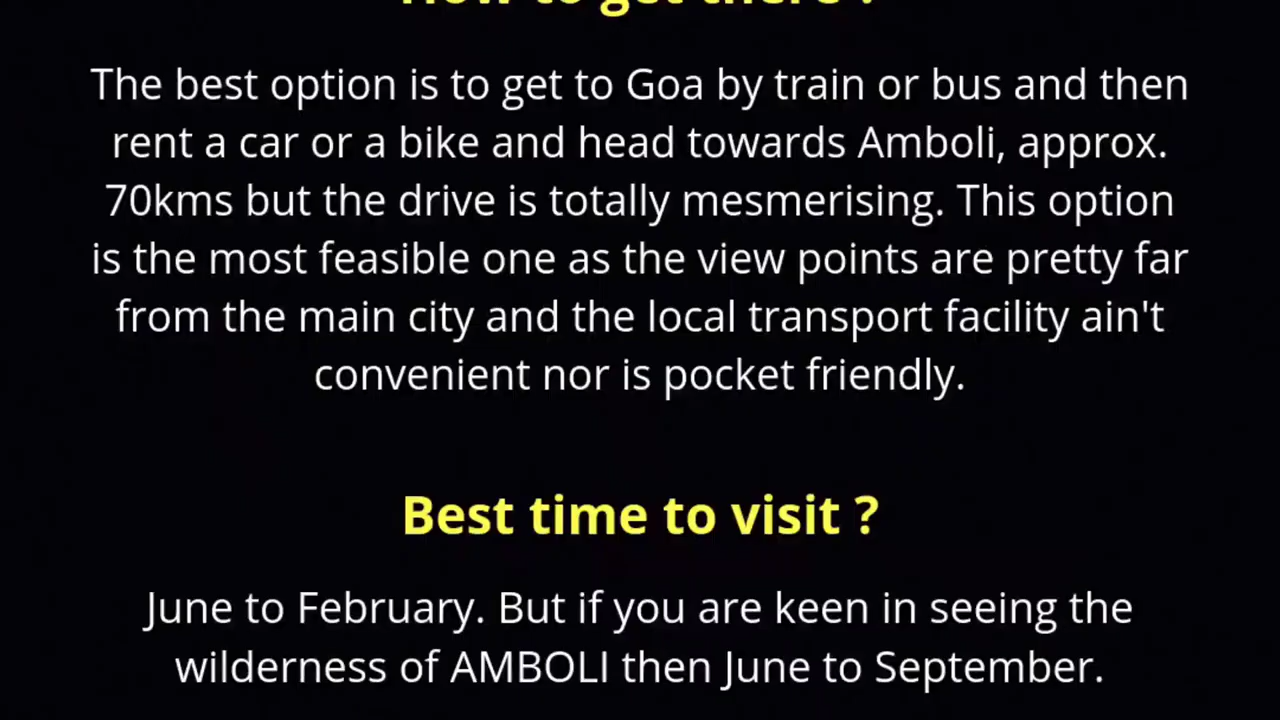 How to get there ?
The best option is to get to Goa by train or bus and then
rent a car or a bike and head towards Amboli, approx.
70kms but the drive is totally mesmerising. This option
is the most feasible one as the view points are pretty far
from the main city and the local transport facility ain't
convenient nor is pocket friendly.
Best time to visit ?
June to February. But if you are keen in seeing the
wilderness of AMBOLI then June to September.